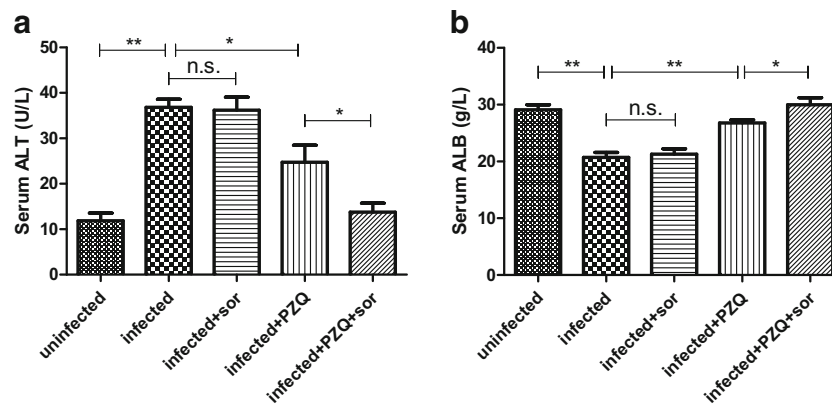 a
Serum ALT (U/L)
50
40
30
20
10
0
**
*
n.s.
*
uninfected
infected
infected+sor
infected+PZQ
infected+PZQ+sor
b
Serum ALB (g/L)
40
30
20
10
0
**
**
*
n.s.
uninfected
infected
infected+sor
infected+PZQ
infected+PZQ+sor